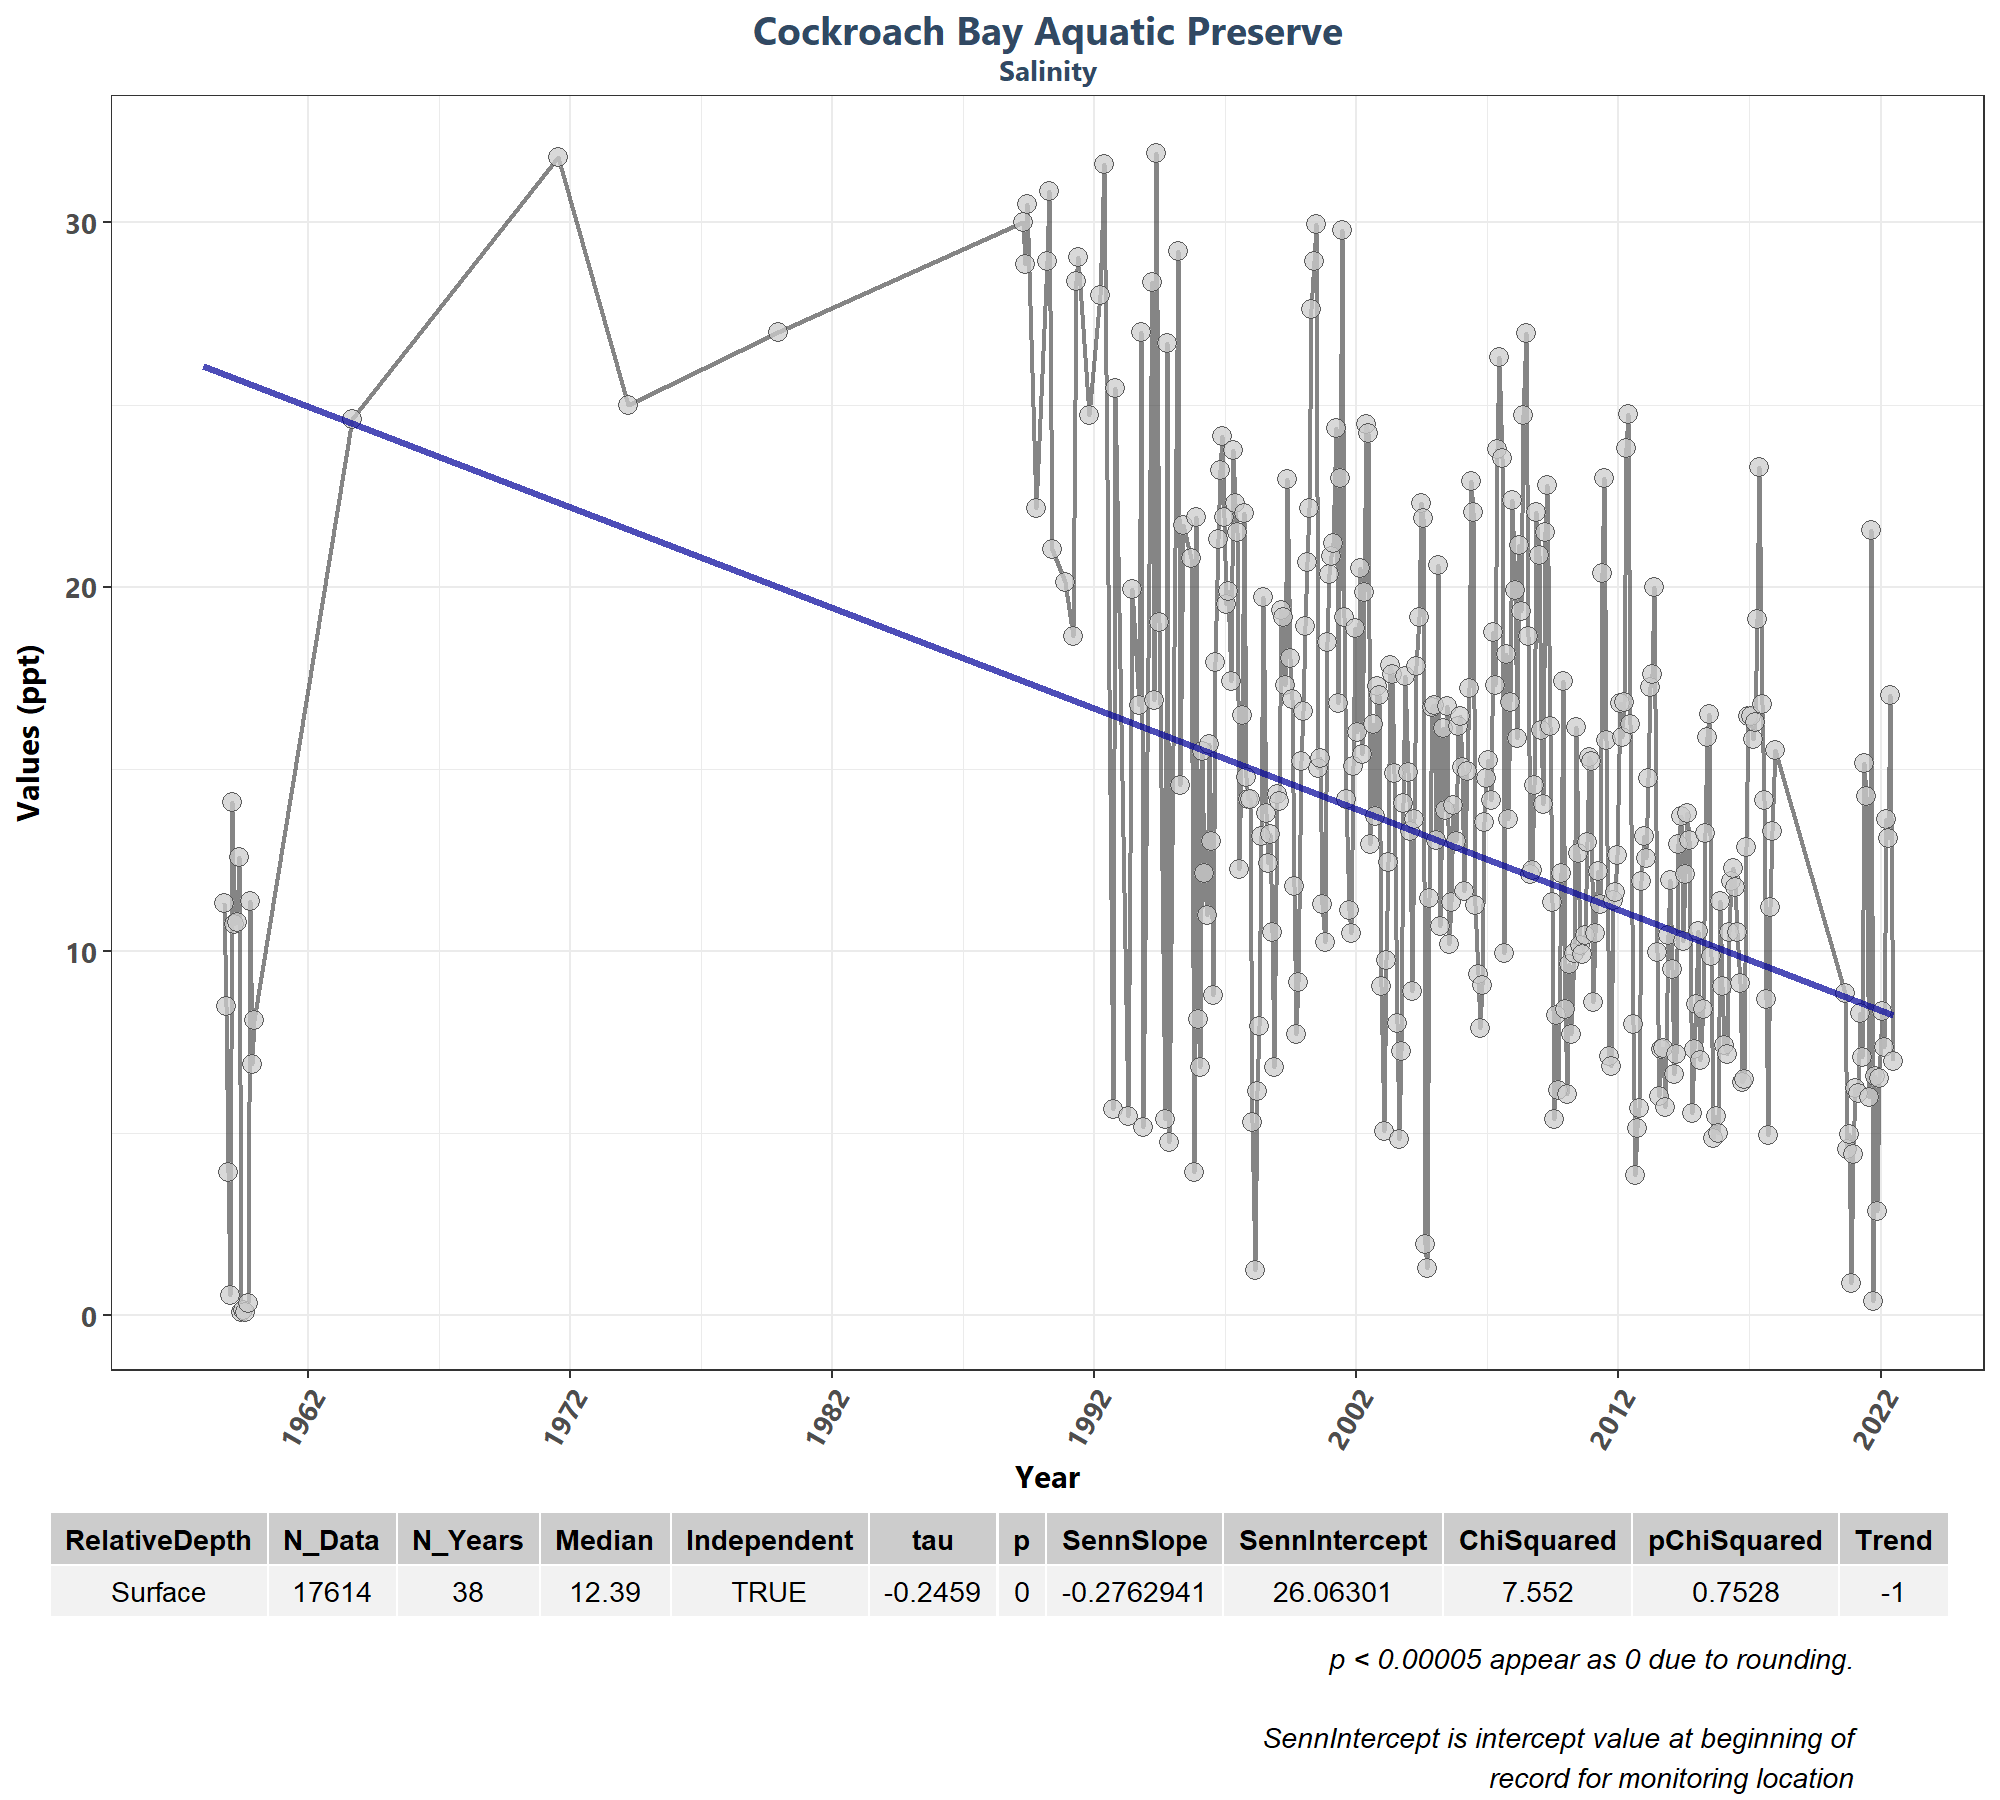 Cockroach Bay Aquatic Preserve
Salinity
Values (ppt)
30
20
10
0
1962 1972 1982 1992 2002 2012 2022
Year
RelativeDepth N_Data N_Years Median Independent tau p SennSlope SennIntercept ChiSquared pChiSquared Trend
Surface 17614 38 12.39 TRUE -0.2459 0 -0.2762941 26.06301 7.552 0.7528 -1
p < 0.00005 appear as 0 due to rounding.
SennIntercept is intercept value at beginning of
record for monitoring location